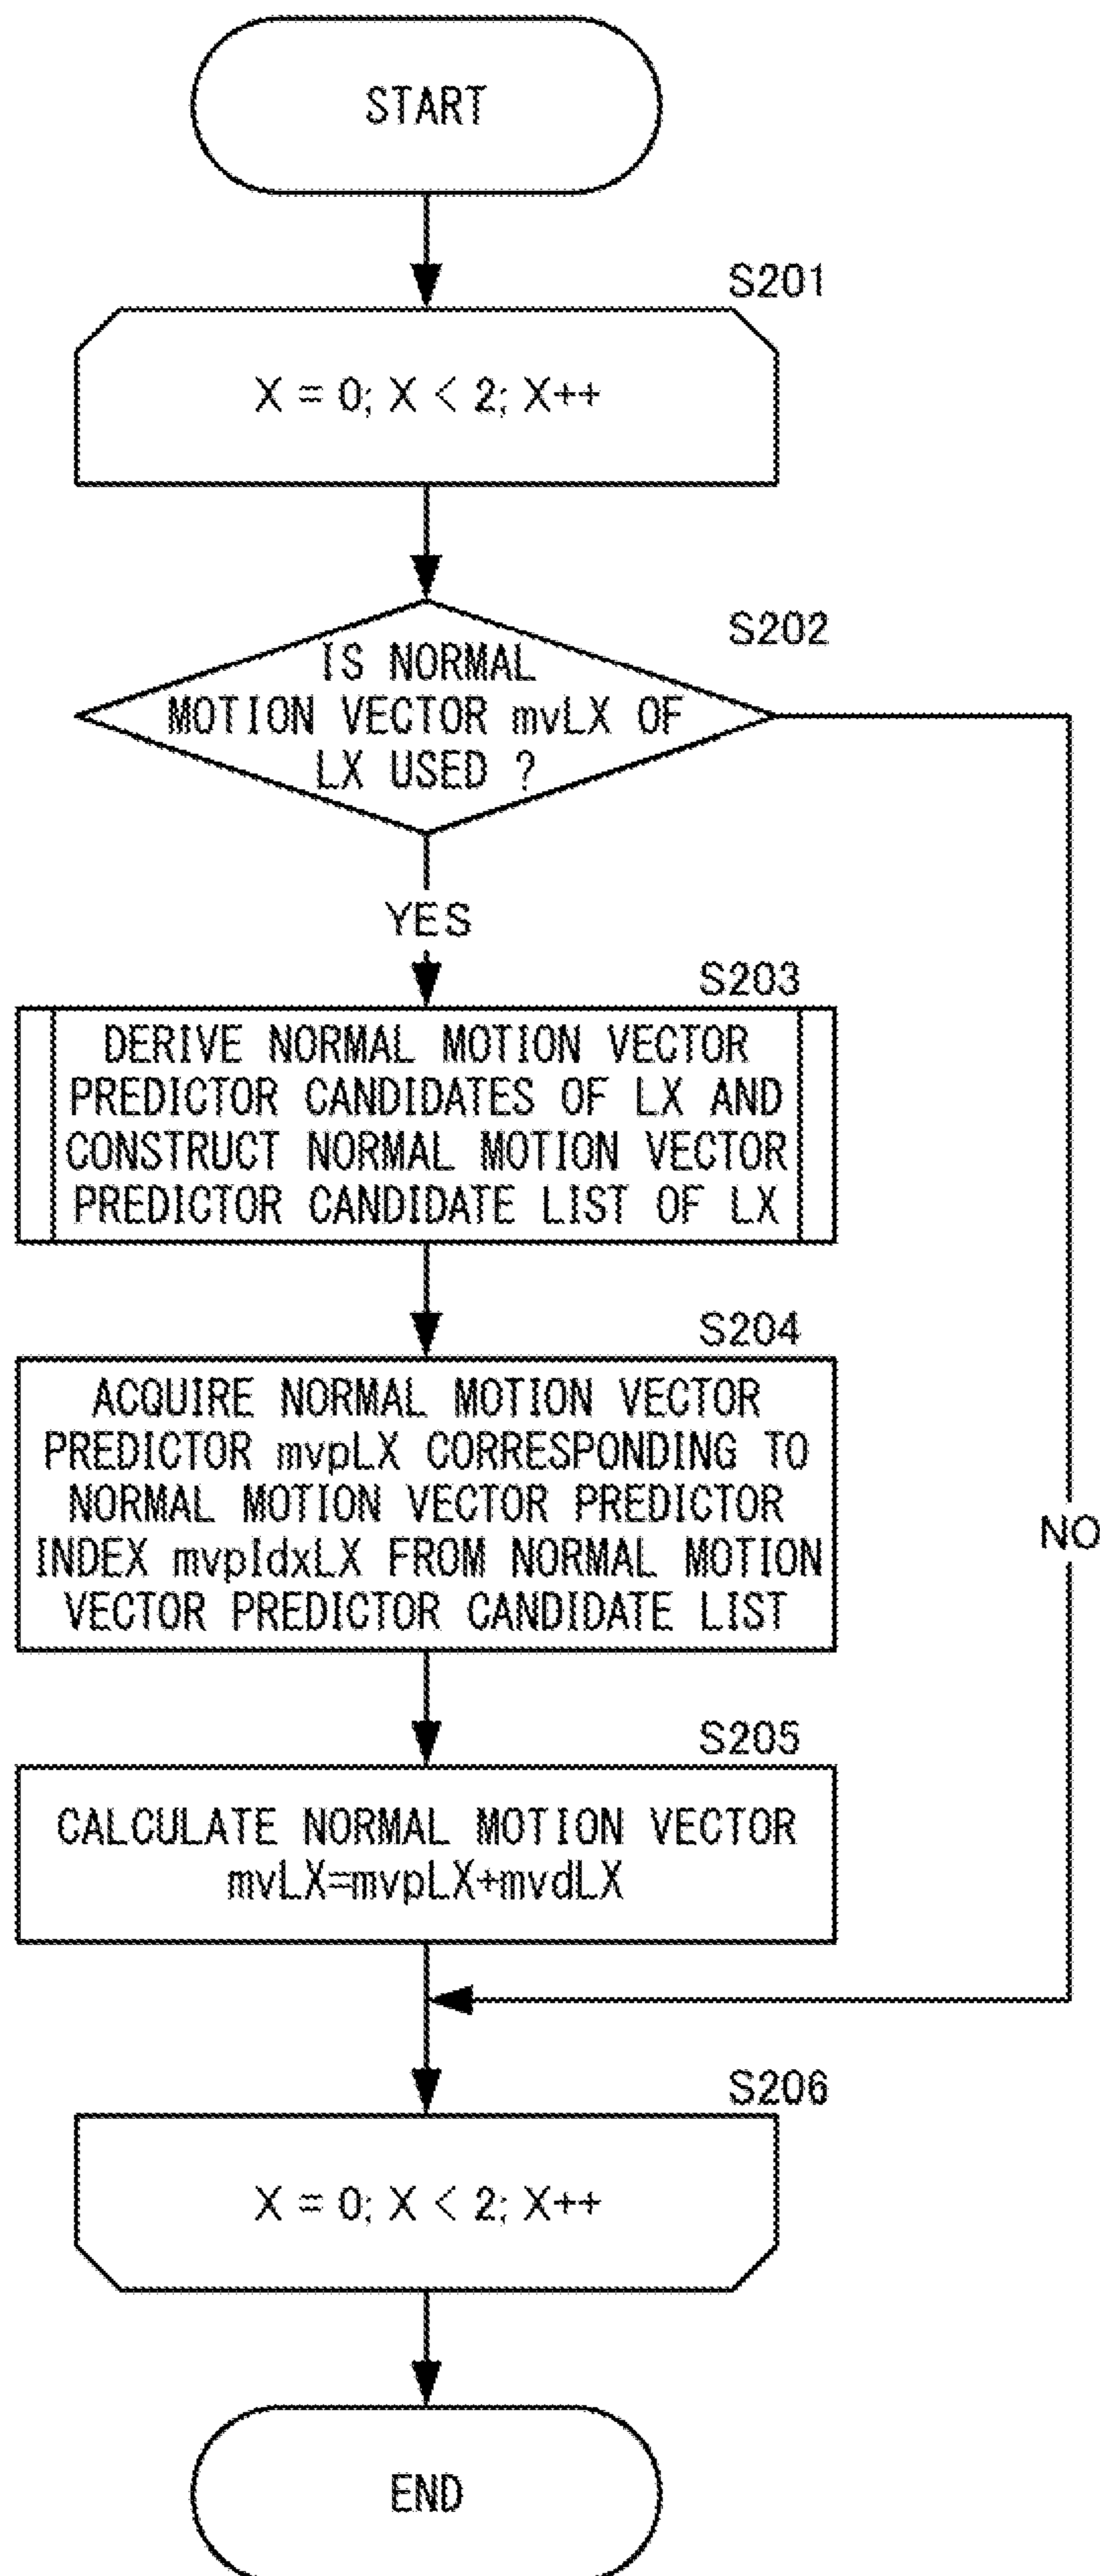 START
S201
X = 0; X < 2; X++
S202
IS NORMAL
MOTION VECTOR mvLX OF
LX USED ?
YES
S203
DERIVE NORMAL MOTION VECTOR
PREDICTOR CANDIDATES OF LX AND
CONSTRUCT NORMAL MOTION VECTOR
PREDICTOR CANDIDATE LIST OF LX
S204
ACQUIRE NORMAL MOTION VECTOR
PREDICTOR mvpLX CORRESPONDING TO
NORMAL MOTION VECTOR PREDICTOR
INDEX mvpIdxLX FROM NORMAL MOTION
VECTOR PREDICTOR CANDIDATE LIST
NO
S205
CALCULATE NORMAL MOTION VECTOR
mvLX=mvpLX+mvdLX
S206
X = 0; X < 2; X++
END